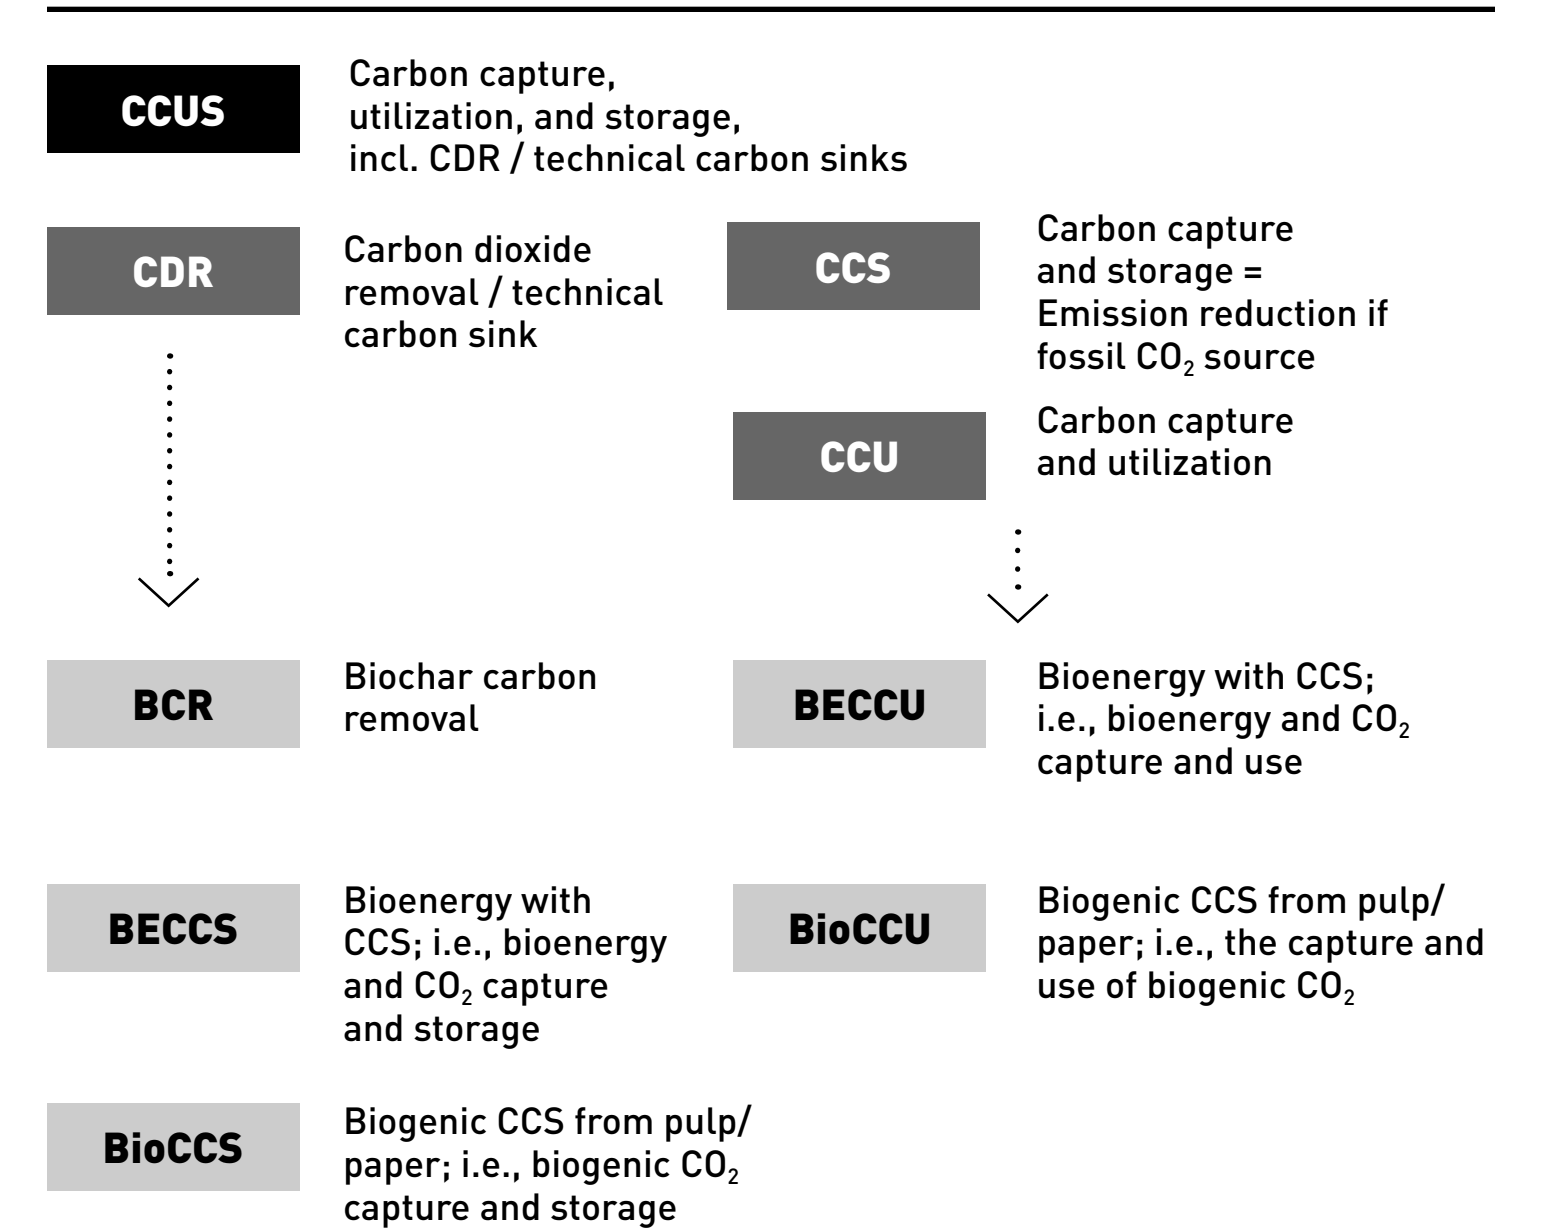 CCUS
Carbon capture,
utilization, and storage,
incl. CDR / technical carbon sinks
CDR
Carbon dioxide
removal / technical
carbon sink
CCS
Carbon capture
and storage =
Emission reduction if
fossil CO₂ source
CCU
Carbon capture
and utilization
BCR
Biochar carbon
removal
BECCU
Bioenergy with CCS;
i.e., bioenergy and CO₂
capture and use
BECCS
Bioenergy with
CCS; i.e., bioenergy
and CO₂ capture
and storage
BioCCU
Biogenic CCS from pulp/
paper; i.e., the capture and
use of biogenic CO₂
BioCCS
Biogenic CCS from pulp/
paper; i.e., biogenic CO₂
capture and storage